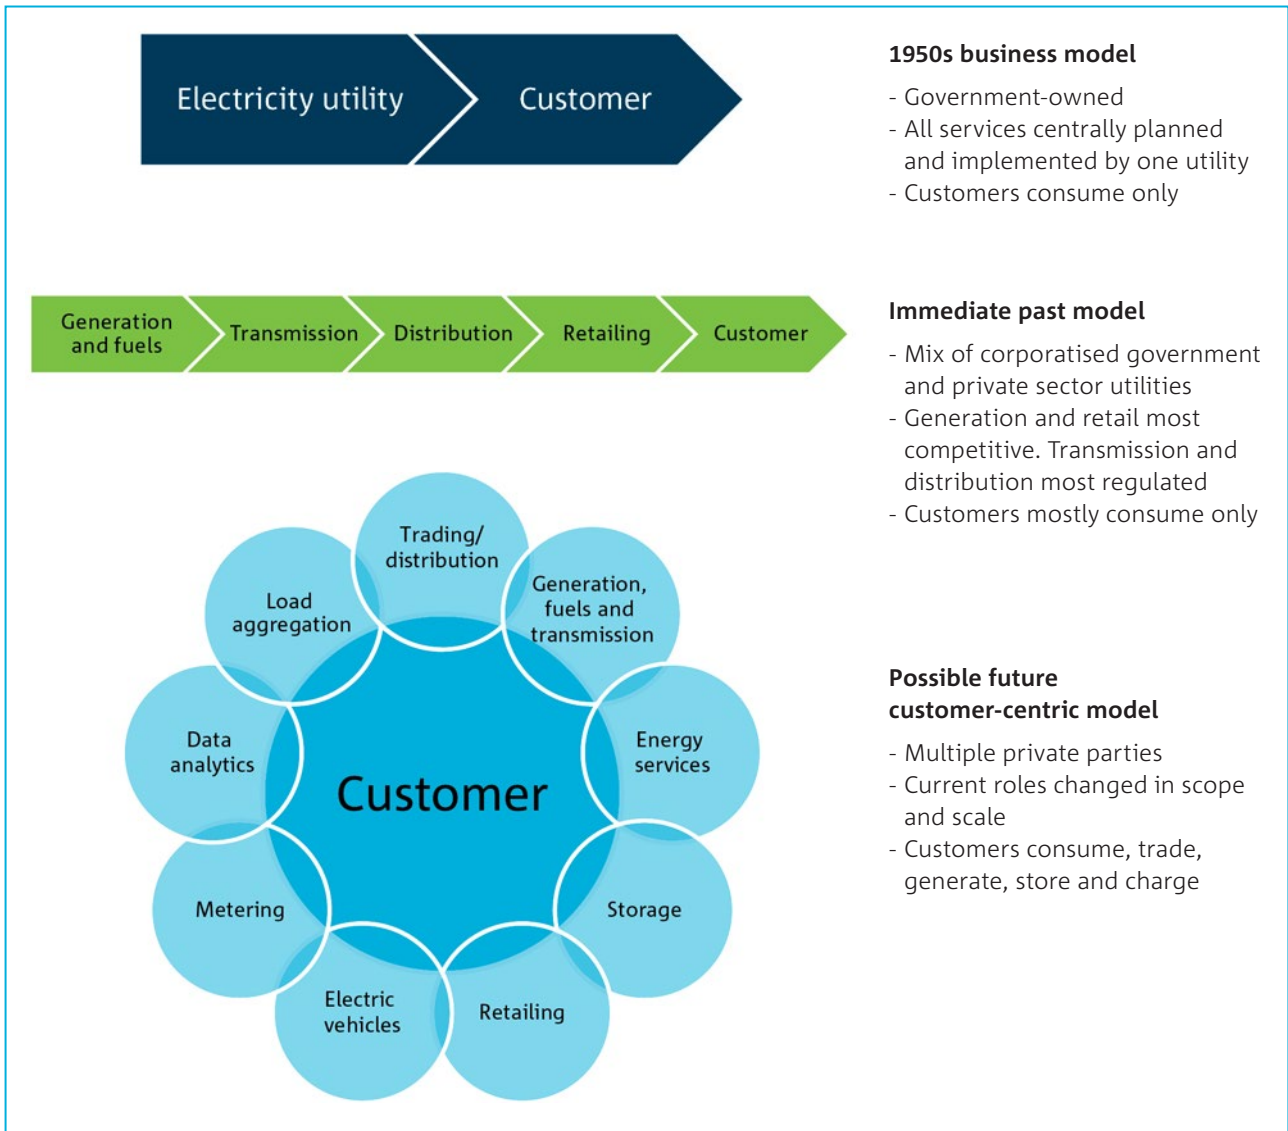 Electricity utility
Customer
1950s business model
- Government-owned
- All services centrally planned
and implemented by one utility
- Customers consume only
Generation
and fuels
Transmission
Distribution
Retailing
Customer
Immediate past model
- Mix of corporatised government
and private sector utilities
- Generation and retail most
competitive. Transmission and
distribution most regulated
- Customers mostly consume only
Trading/
distribution
Generation,
fuels and
transmission
Energy
services
Storage
Retailing
Electric
vehicles
Metering
Data
analytics
Load
aggregation
Customer
Possible future
customer-centric model
- Multiple private parties
- Current roles changed in scope
and scale
- Customers consume, trade,
generate, store and charge